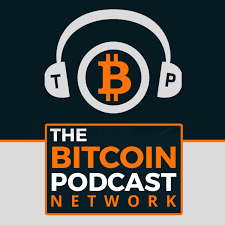 T ₿ P
THE
BITCOIN
PODCAST
NETWORK